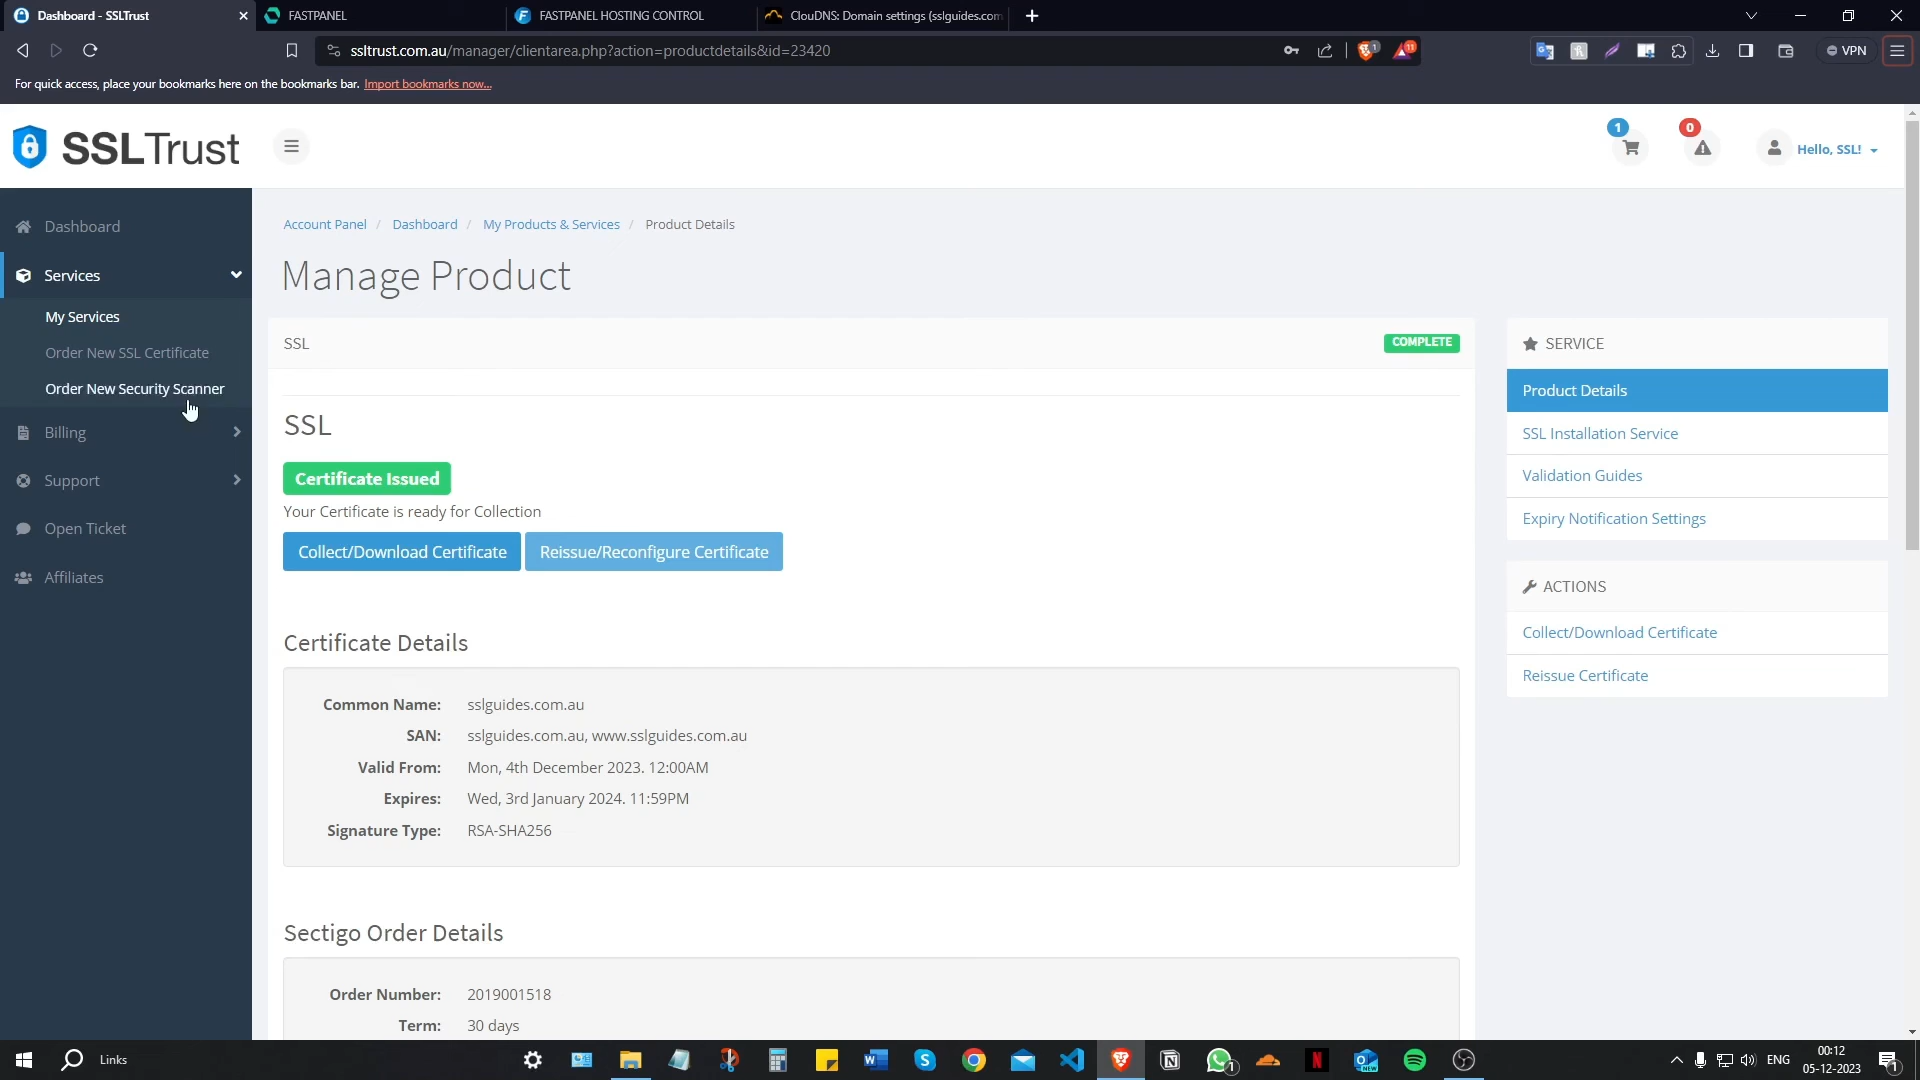 Dashboard - SSLTrust
FASTPANEL
FASTPANEL HOSTING CONTROL
ClouDNS: Domain settings (sslguides.com
ssltrust.com.au/manager/clientarea.php?action=productdetails&id=23420
1
11
VPN
For quick access, place your bookmarks here on the bookmarks bar. Import bookmarks now...
SSLTrust
1
0
Hello, SSL!
Dashboard
Services
My Services
Order New SSL Certificate
Order New Security Scanner
Billing
Support
Open Ticket
Affiliates
Account Panel / Dashboard / My Products & Services / Product Details
Manage Product
SSL
COMPLETE
SSL
Certificate Issued
Your Certificate is ready for Collection
Collect/Download Certificate
Reissue/Reconfigure Certificate
Certificate Details
Common Name: sslguides.com.au
SAN: sslguides.com.au, www.sslguides.com.au
Valid From: Mon, 4th December 2023. 12:00AM
Expires: Wed, 3rd January 2024. 11:59PM
Signature Type: RSA-SHA256
Sectigo Order Details
Order Number: 2019001518
Term: 30 days
SERVICE
Product Details
SSL Installation Service
Validation Guides
Expiry Notification Settings
ACTIONS
Collect/Download Certificate
Reissue Certificate
Links
ENG
00:12
05-12-2023